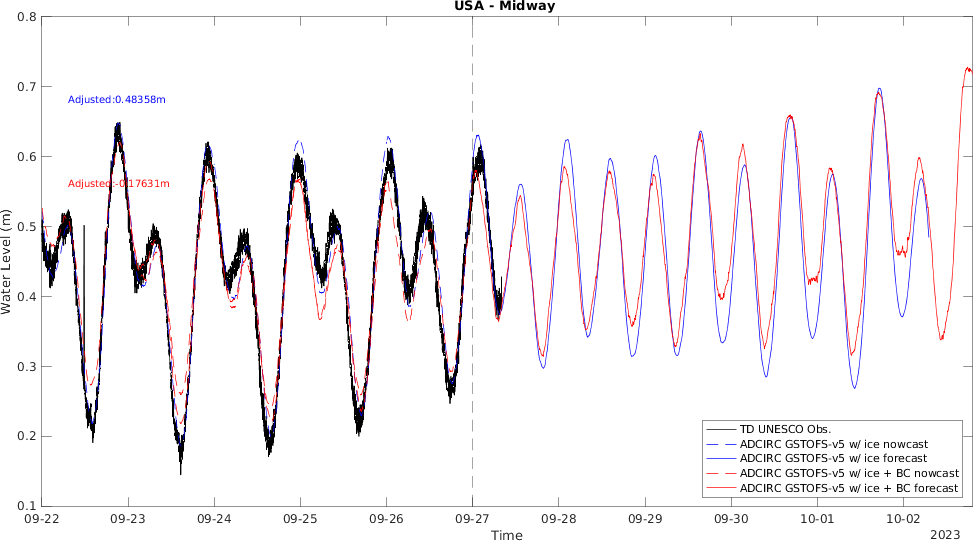 USA - Midway
0.8
0.7
0.6
0.5
0.4
0.3
0.2
0.1
Water Level (m)
Adjusted:0.48358m
Adjusted:-0.17631m
TD UNESCO Obs.
ADCIRC GSTOFS-v5 w/ ice nowcast
ADCIRC GSTOFS-v5 w/ ice forecast
ADCIRC GSTOFS-v5 w/ ice + BC nowcast
ADCIRC GSTOFS-v5 w/ ice + BC forecast
09-22 09-23 09-24 09-25 09-26 09-27 09-28 09-29 09-30 10-01 10-02
Time
2023